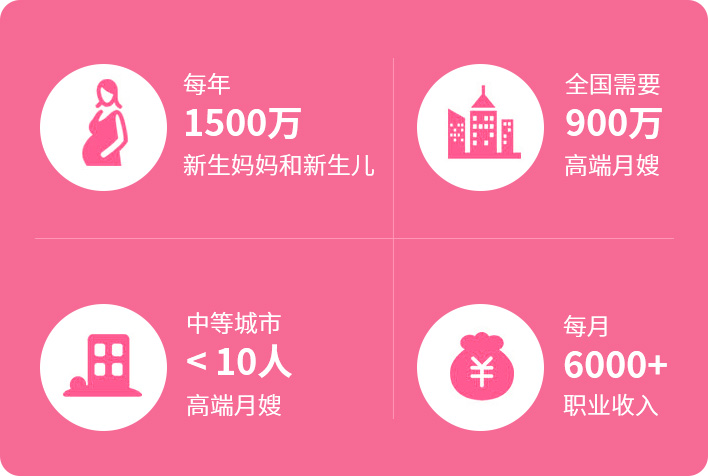 每年
1500万
新生妈妈和新生儿
全国需要
900万
高端月嫂
中等城市
< 10人
高端月嫂
¥
每月
6000+
职业收入